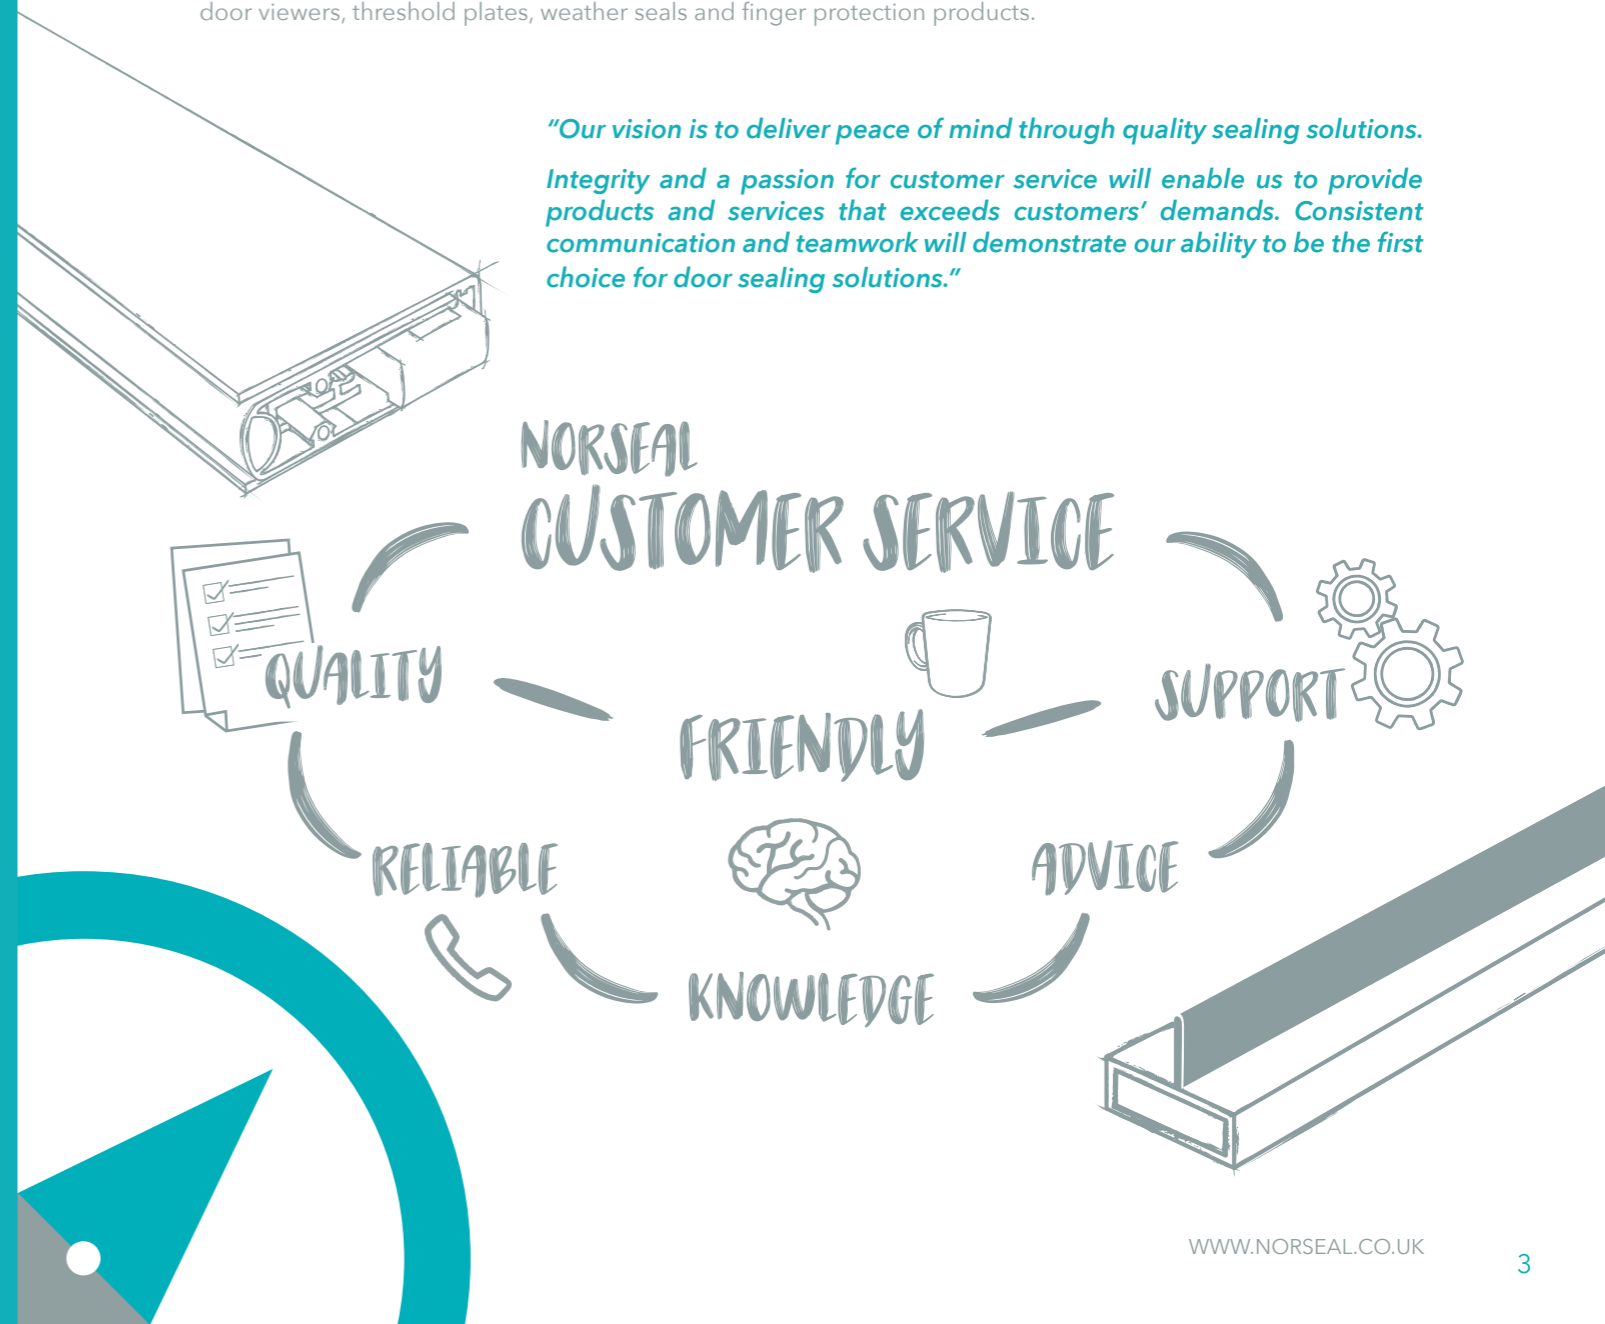 door viewers, threshold plates, weather seals and finger protection products.
“Our vision is to deliver peace of mind through quality sealing solutions.
Integrity and a passion for customer service will enable us to provide
products and services that exceeds customers’ demands. Consistent
communication and teamwork will demonstrate our ability to be the first
choice for door sealing solutions.”
NORSEAL
CUSTOMER SERVICE
QUALITY
SUPPORT
FRIENDLY
RELIABLE
ADVICE
KNOWLEDGE
WWW.NORSEAL.CO.UK
3